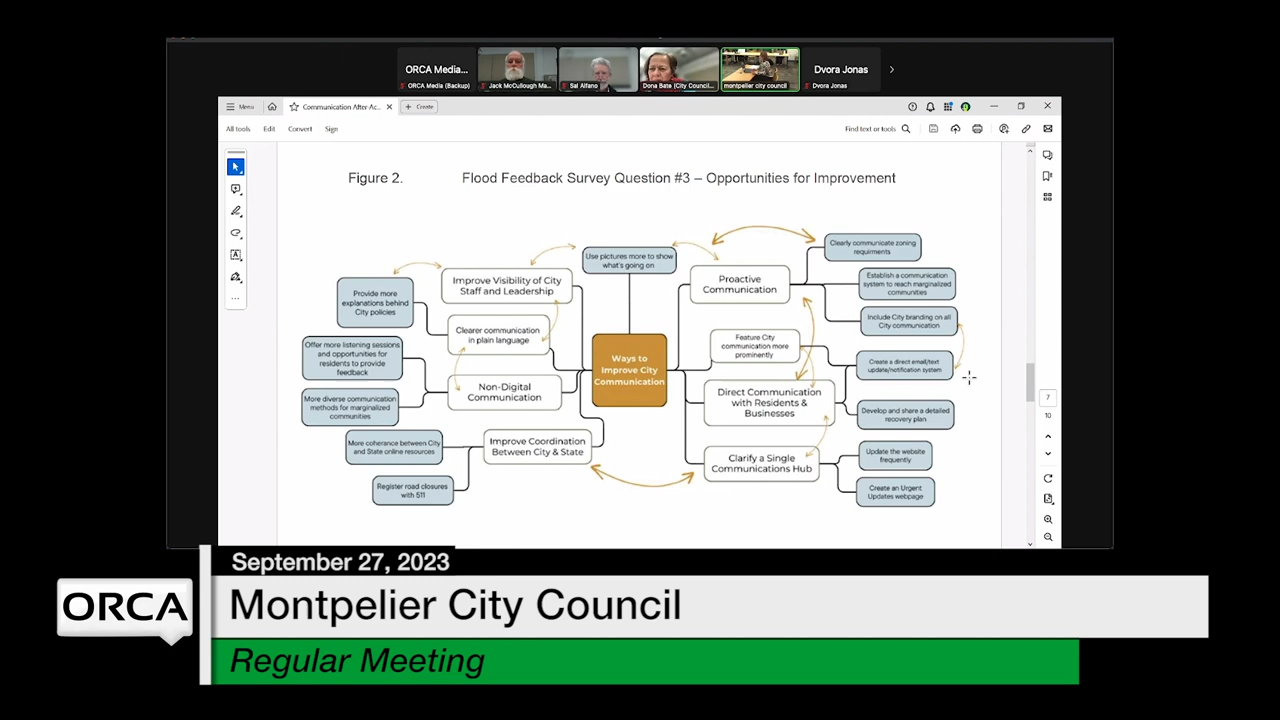 ORCA Media...
Dvora Jonas
ORCA Media (Backup)
Jack McCullough Ma...
Sal Alfano
Dona Bate (City Council...
montpelier city council
Dvora Jonas
Menu
Communication After-Ac...
Create
All tools
Edit
Convert
Sign
Find text or tools
Figure 2.
Flood Feedback Survey Question #3 – Opportunities for Improvement
Use pictures more to show
what's going on
Improve Visibility of City
Staff and Leadership
Provide more
explanations behind
City policies
Clearer communication
in plain language
Offer more listening sessions
and opportunities for
residents to provide
feedback
Non-Digital
Communication
More diverse communication
methods for marginalized
communities
Improve Coordination
Between City & State
More coherance between City
and State online resources
Register road closures
with 511
Ways to
Improve City
Communication
Proactive
Communication
Clearly communicate zoning
requirments
Establish a communication
system to reach marginalized
communities
Include City branding on all
City communication
Feature City
communication more
prominently
Create a direct email/text
update/notification system
Direct Communication
with Residents &
Businesses
Develop and share a detailed
recovery plan
Clarify a Single
Communications Hub
Update the website
frequently
Create an Urgent
Updates webpage
7
10
September 27, 2023
ORCA
Montpelier City Council
Regular Meeting